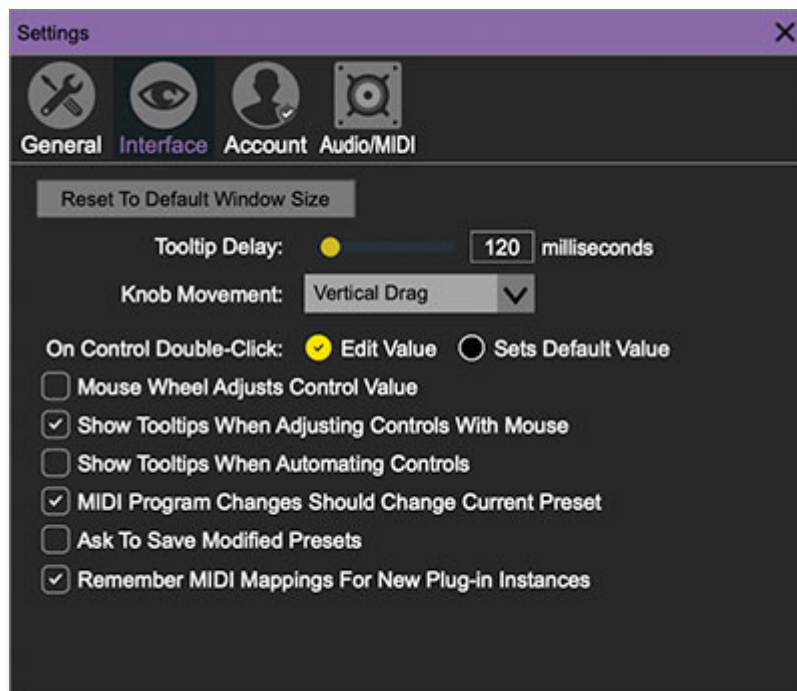 Settings
General Interface Account Audio/MIDI
Reset To Default Window Size
Tooltip Delay: 120 milliseconds
Knob Movement: Vertical Drag
On Control Double-Click: Edit Value Sets Default Value
Mouse Wheel Adjusts Control Value
Show Tooltips When Adjusting Controls With Mouse
Show Tooltips When Automating Controls
MIDI Program Changes Should Change Current Preset
Ask To Save Modified Presets
Remember MIDI Mappings For New Plug-in Instances